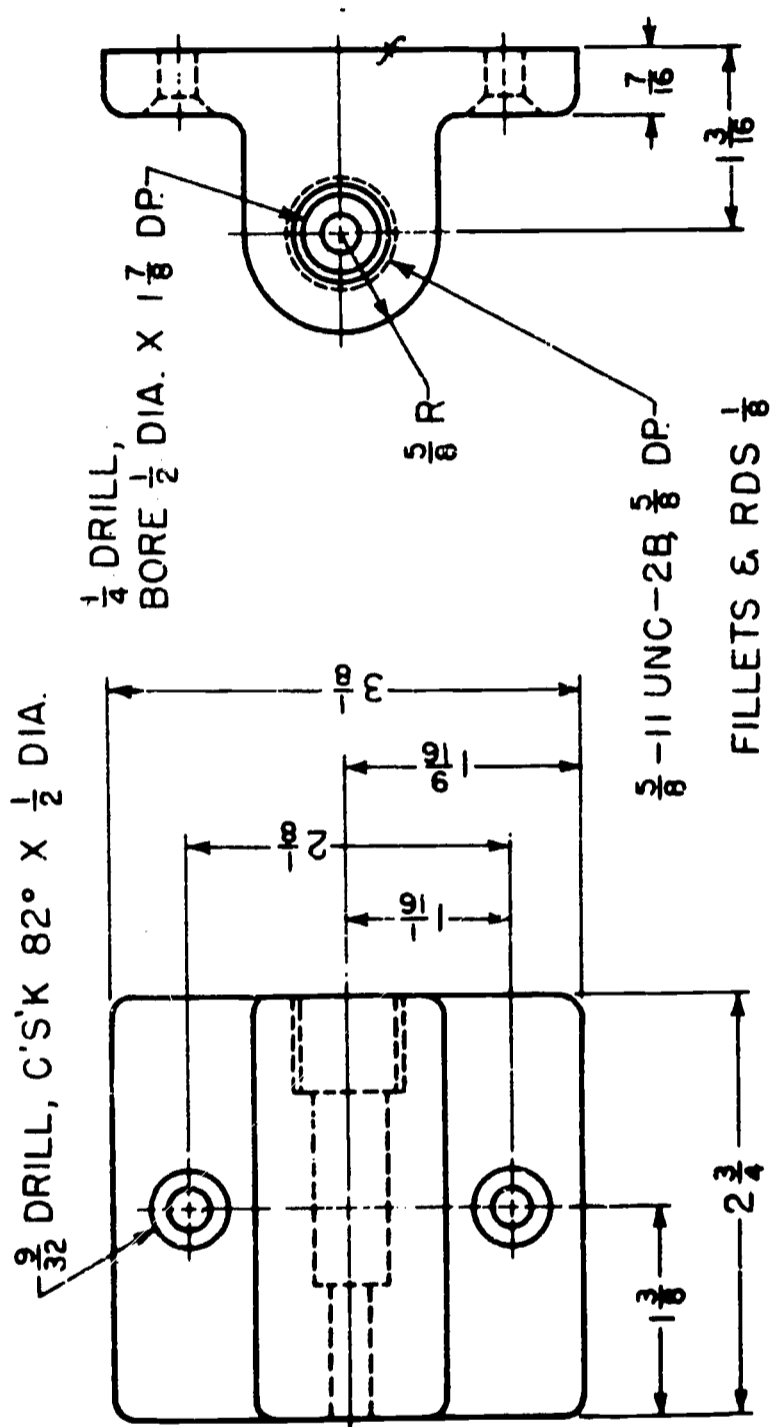 1/4 DRILL,
BORE 1/2 DIA. X 1 7/8 DP.
7/16
1 3/16
5/8 R
5/8-11 UNC-2B, 5/8 DP.
FILLETS & RDS 1/8
9/32 DRILL, C'S'K 82° X 1/2 DIA.
3 1/8
1 9/16
2 1/8
1 1/16
2 3/4
1 3/8